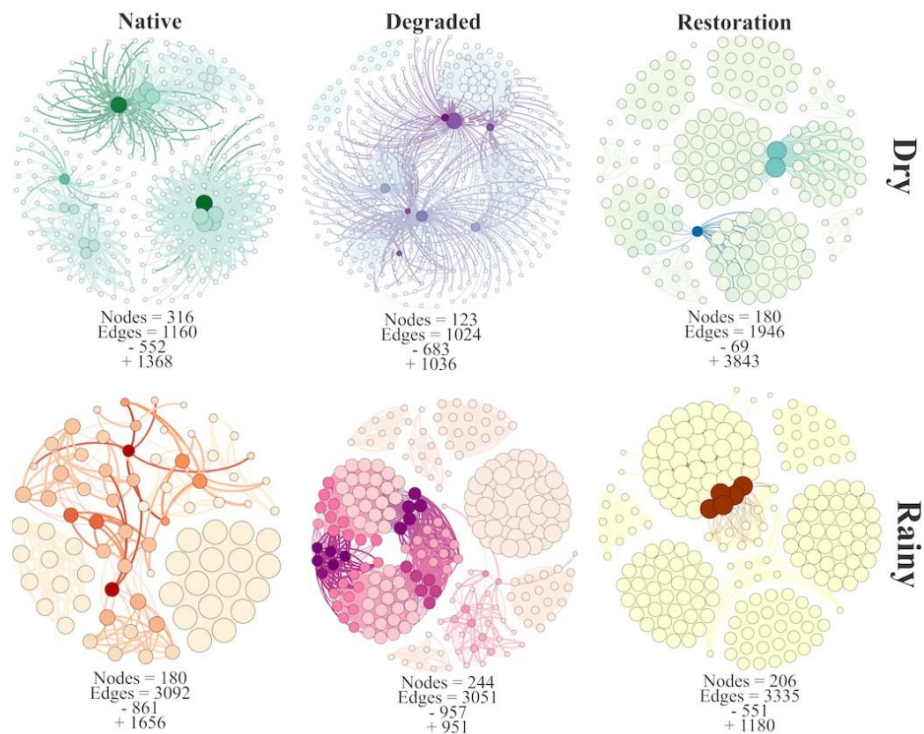 Native
Degraded
Restoration
Dry
Nodes = 316
Edges = 1160
- 552
+ 1368
Nodes = 123
Edges = 1024
- 683
+ 1036
Nodes = 180
Edges = 1946
- 69
+ 3843
Rainy
Nodes = 180
Edges = 3092
- 861
+ 1656
Nodes = 244
Edges = 3051
- 957
+ 951
Nodes = 206
Edges = 3335
- 551
+ 1180